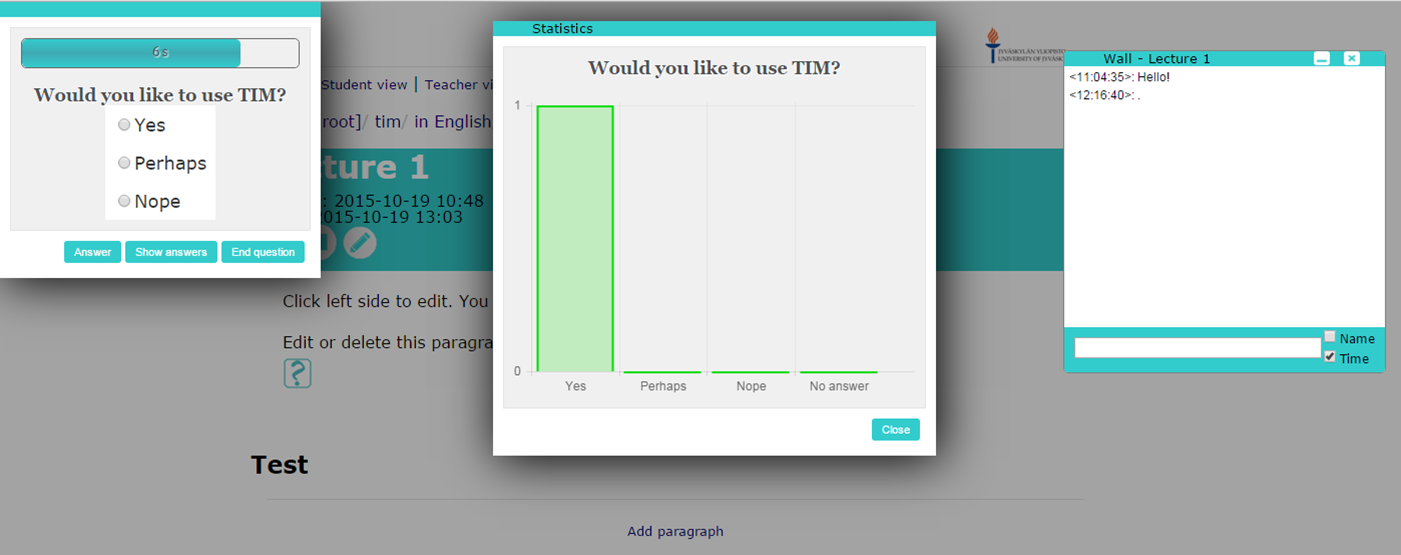 6s
Would you like to use TIM?
Yes
Perhaps
Nope
Answer
Show answers
End question
Student view | Teacher vi
root]/ tim/ in English
ture 1
: 2015-10-19 10:48
2015-10-19 13:03
Click left side to edit. You
Edit or delete this paragra
?
Test
Add paragraph
Statistics
Would you like to use TIM?
1
0
Yes
Perhaps
Nope
No answer
Close
JYVÄSKYLÄN YLIOPISTO
UNIVERSITY OF JYVÄSK
Wall - Lecture 1
<11:04:35>: Hello!
<12:16:40>: .
Name
Time